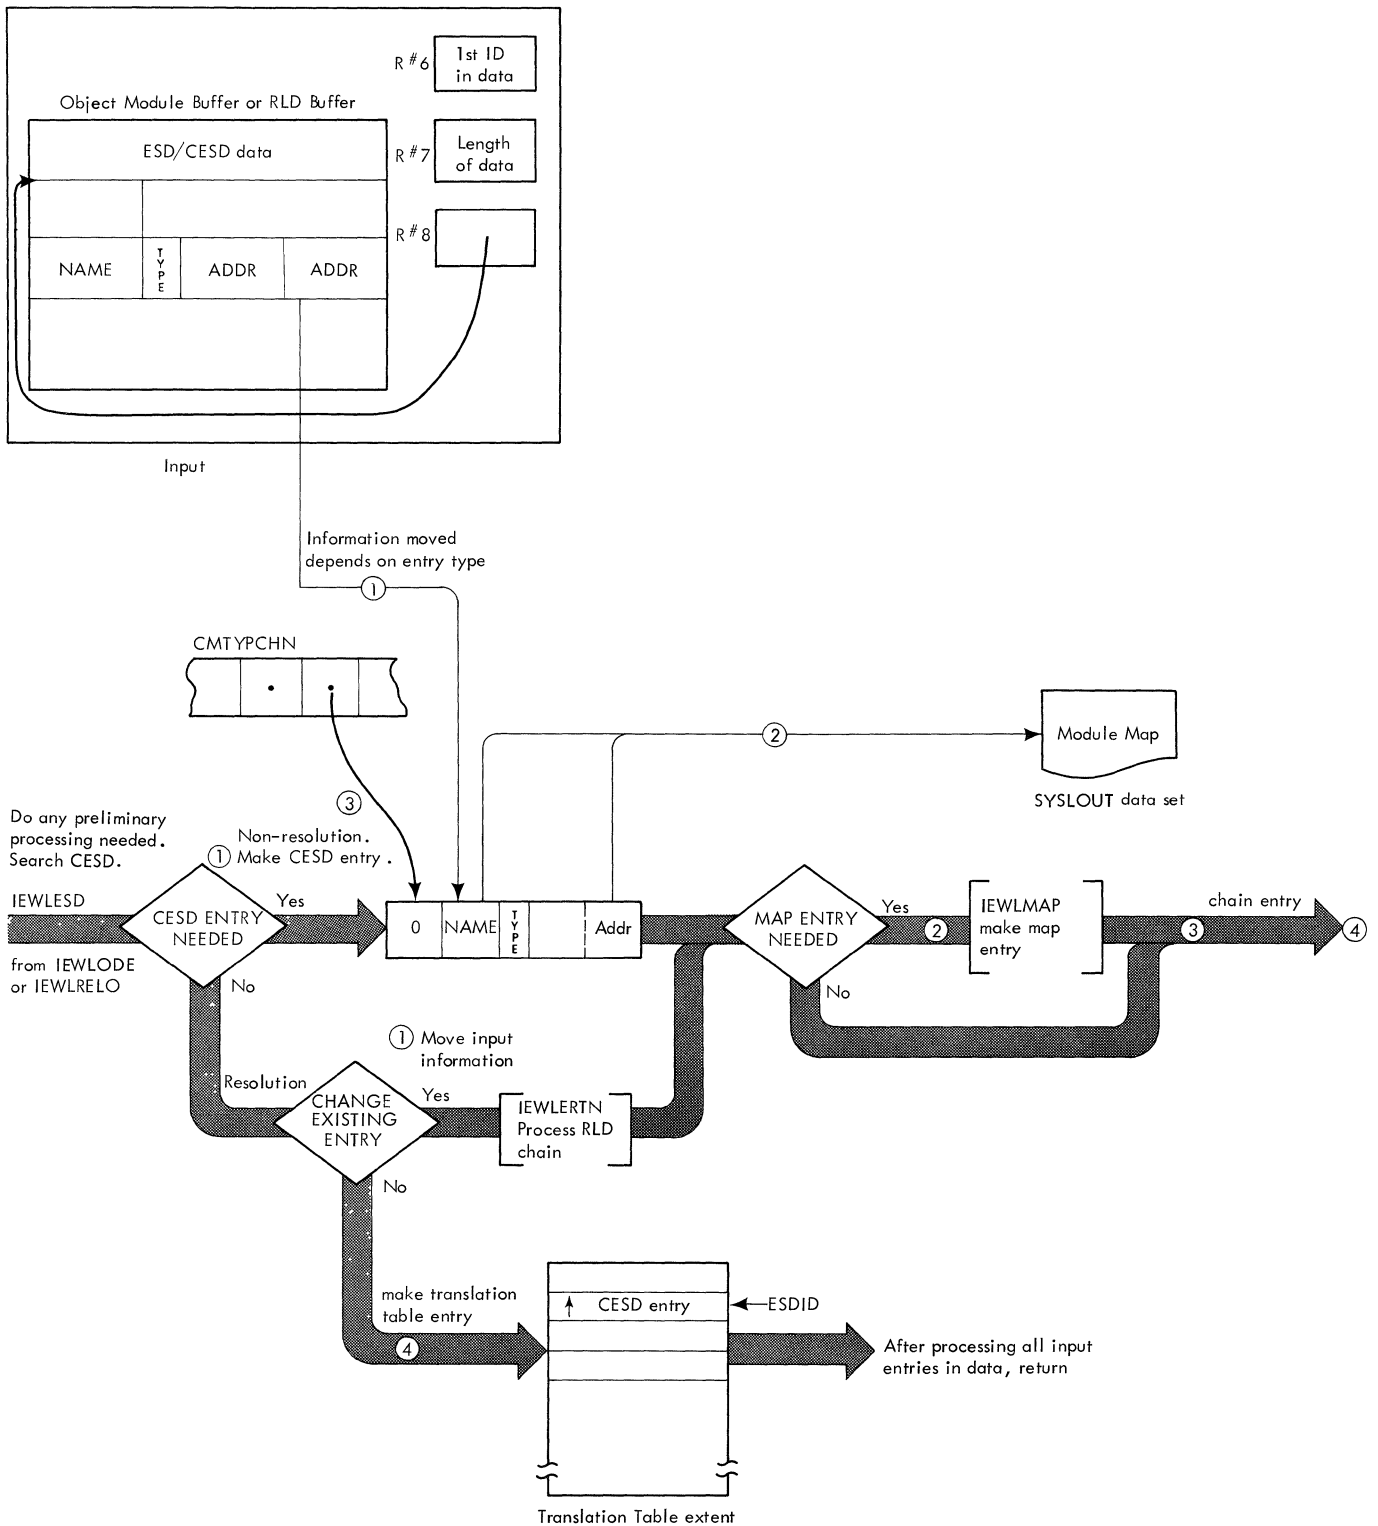 R #6
1st ID
in data
Object Module Buffer or RLD Buffer
ESD/CESD data
R #7
Length
of data
R #8
NAME
TYPE
ADDR
ADDR
Input
Information moved
depends on entry type
1
CMTYPCHN
2
Module Map
SYSLOUT data set
3
Do any preliminary
processing needed.
Search CESD.
1 Non-resolution.
Make CESD entry.
IEWLESD
CESD ENTRY
NEEDED
Yes
0
NAME
TYPE
Addr
MAP ENTRY
NEEDED
Yes
2
IEWLMAP
make map
entry
chain entry
3
4
from IEWLODE
or IEWLRELO
No
No
1 Move input
information
Resolution
CHANGE
EXISTING
ENTRY
Yes
IEWLERTN
Process RLD
chain
No
make translation
table entry
4
CESD entry
ESDID
After processing all input
entries in data, return
Translation Table extent